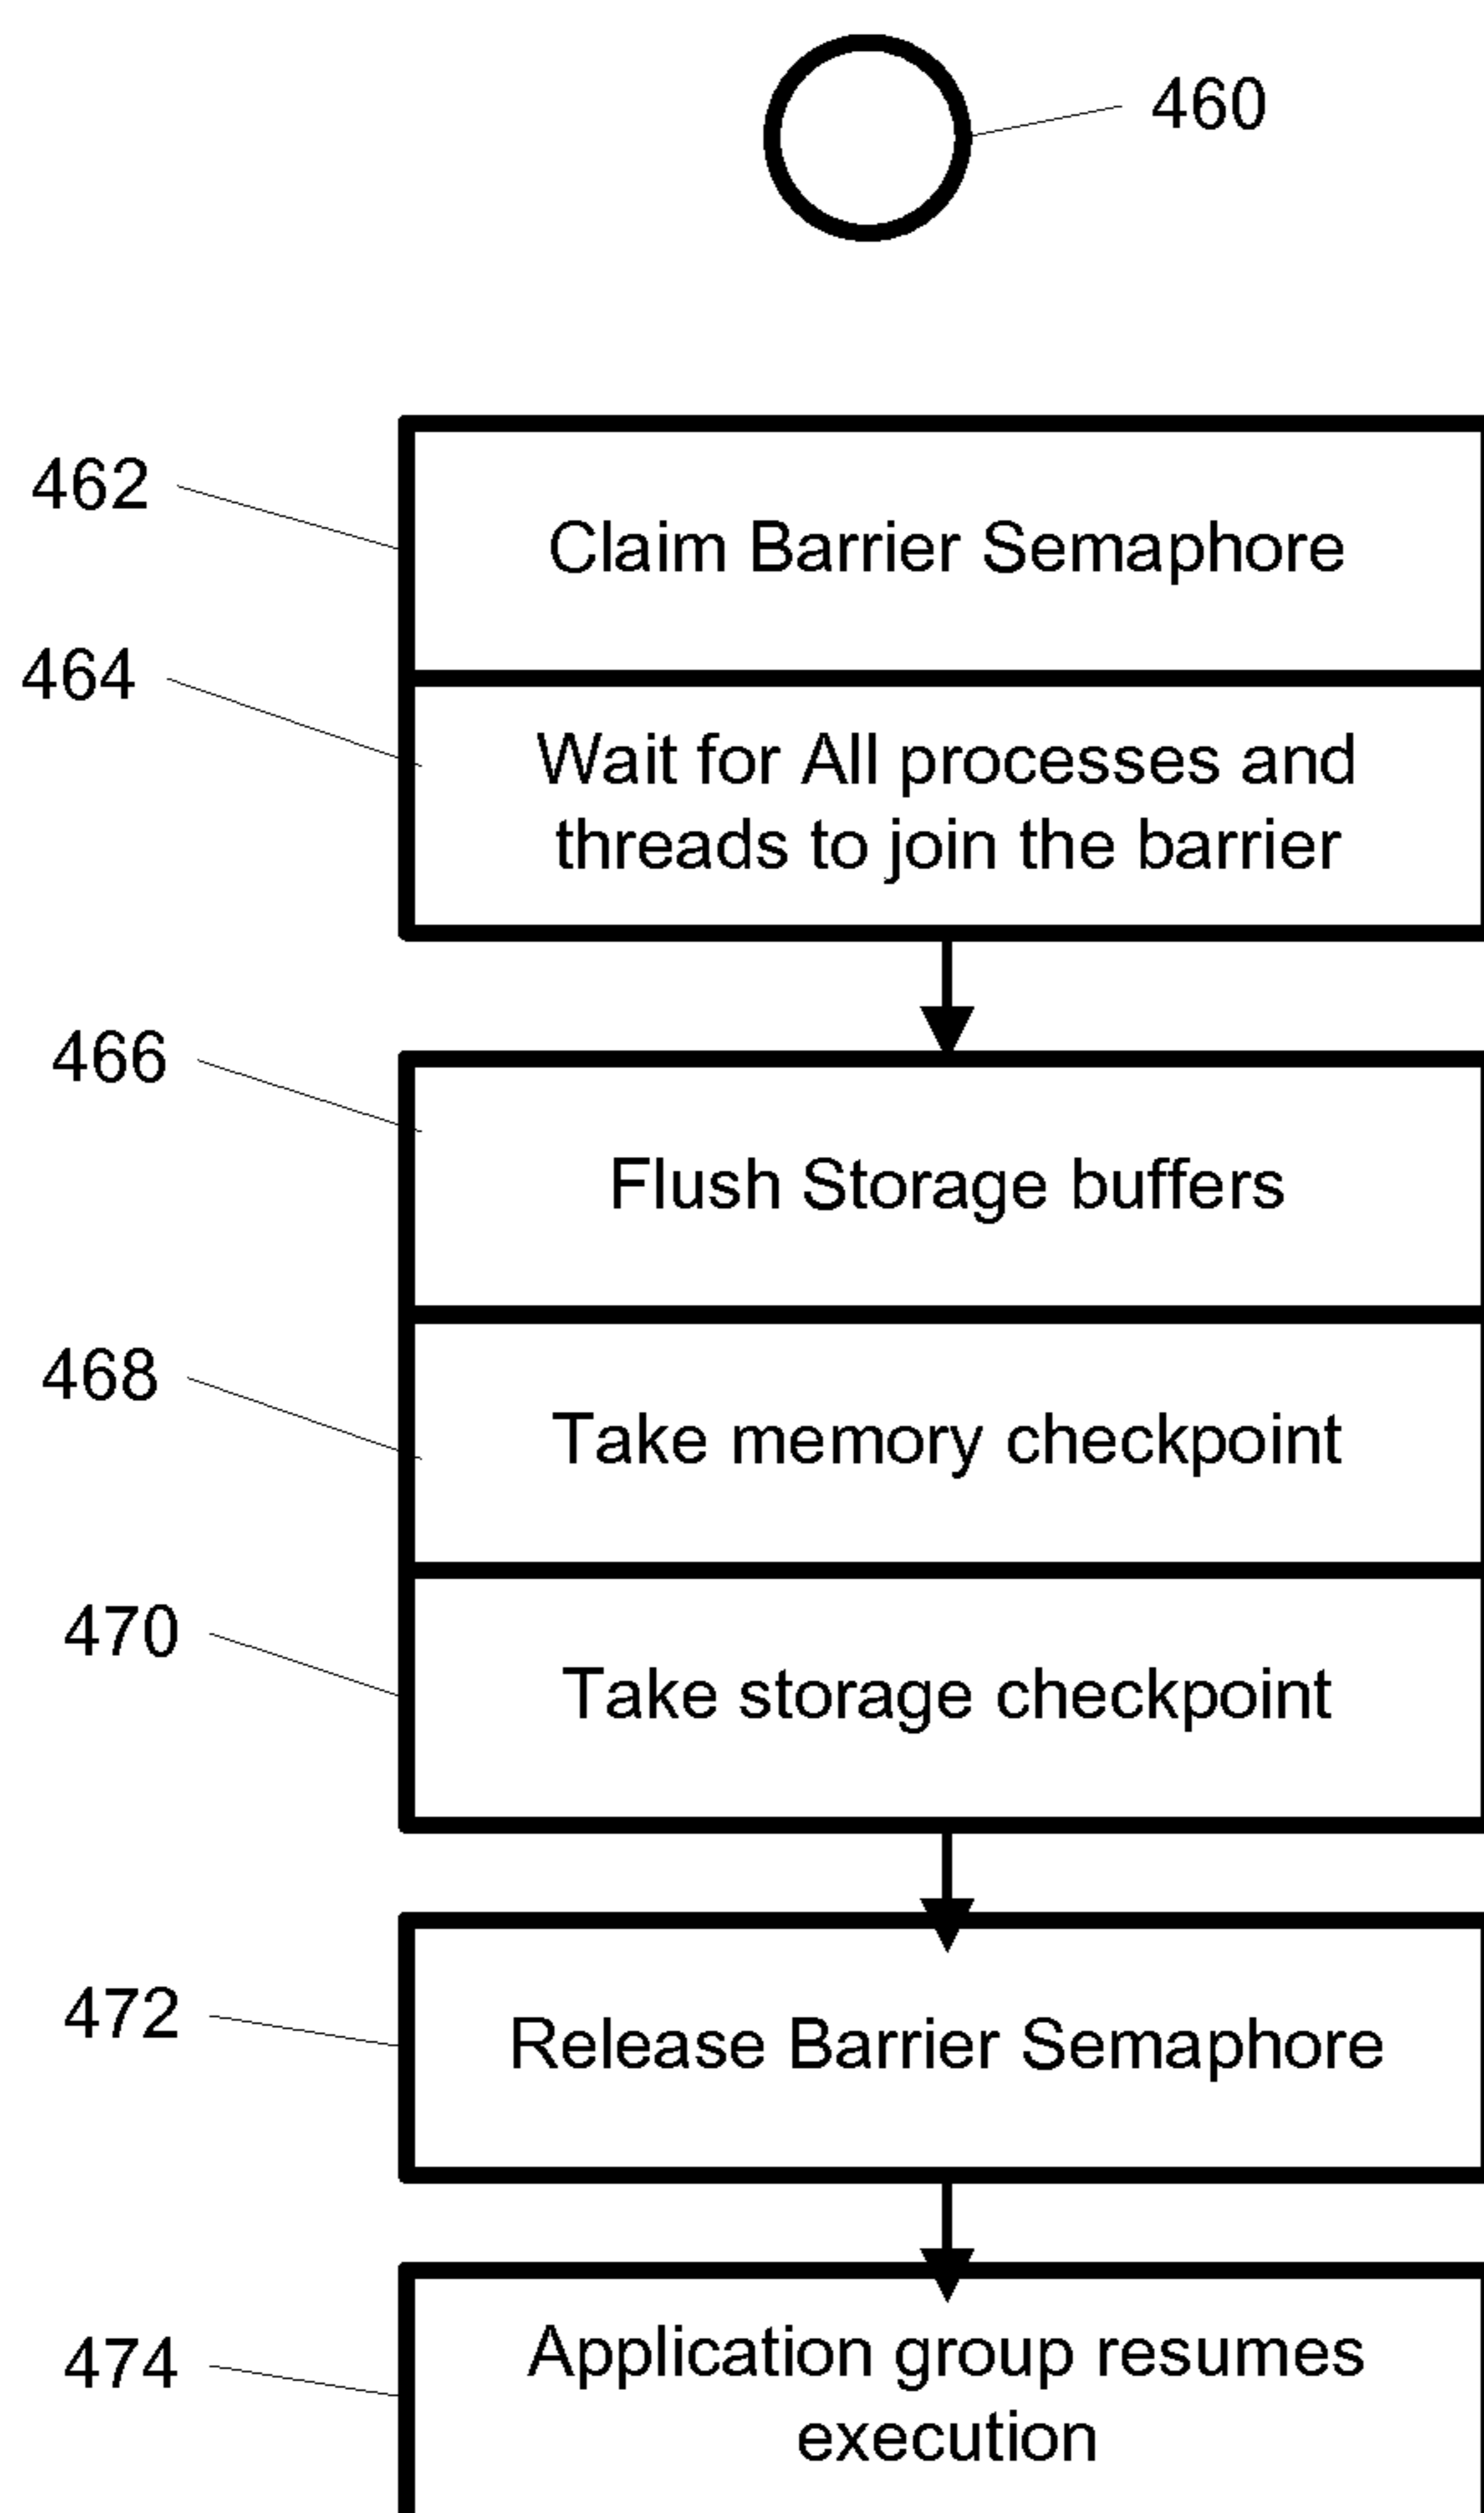 460
462
Claim Barrier Semaphore
464
Wait for All processes and
threads to join the barrier
466
Flush Storage buffers
468
Take memory checkpoint
470
Take storage checkpoint
472
Release Barrier Semaphore
474
Application group resumes
execution